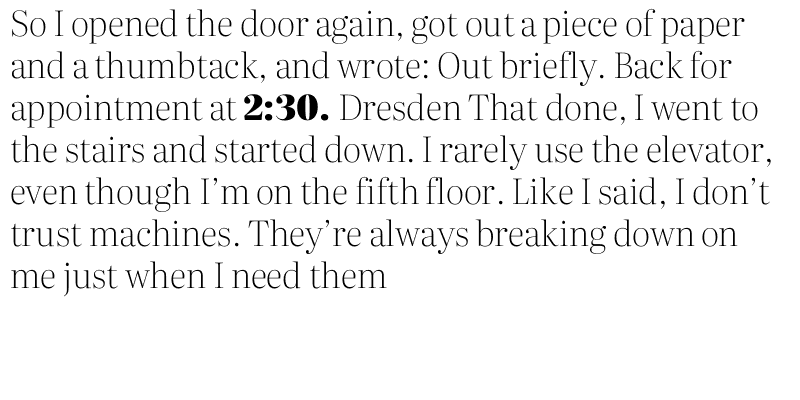 So I opened the door again, got out a piece of paper
and a thumbtack, and wrote: Out briefly. Back for
appointment at 2:30. Dresden That done, I went to
the stairs and started down. I rarely use the elevator,
even though I’m on the fifth floor. Like I said, I don’t
trust machines. They’re always breaking down on
me just when I need them